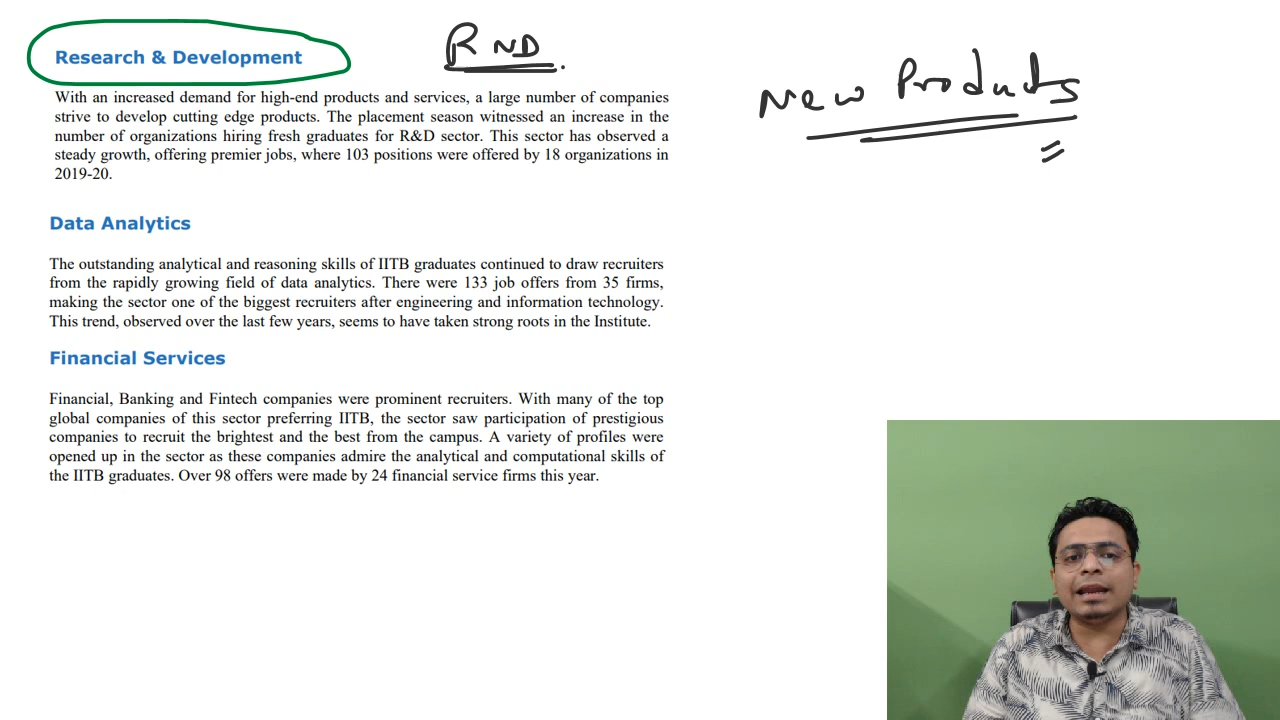 Research & Development
RND.
New Products
With an increased demand for high-end products and services, a large number of companies
strive to develop cutting edge products. The placement season witnessed an increase in the
number of organizations hiring fresh graduates for R&D sector. This sector has observed a
steady growth, offering premier jobs, where 103 positions were offered by 18 organizations in
2019-20.
Data Analytics
The outstanding analytical and reasoning skills of IITB graduates continued to draw recruiters
from the rapidly growing field of data analytics. There were 133 job offers from 35 firms,
making the sector one of the biggest recruiters after engineering and information technology.
This trend, observed over the last few years, seems to have taken strong roots in the Institute.
Financial Services
Financial, Banking and Fintech companies were prominent recruiters. With many of the top
global companies of this sector preferring IITB, the sector saw participation of prestigious
companies to recruit the brightest and the best from the campus. A variety of profiles were
opened up in the sector as these companies admire the analytical and computational skills of
the IITB graduates. Over 98 offers were made by 24 financial service firms this year.